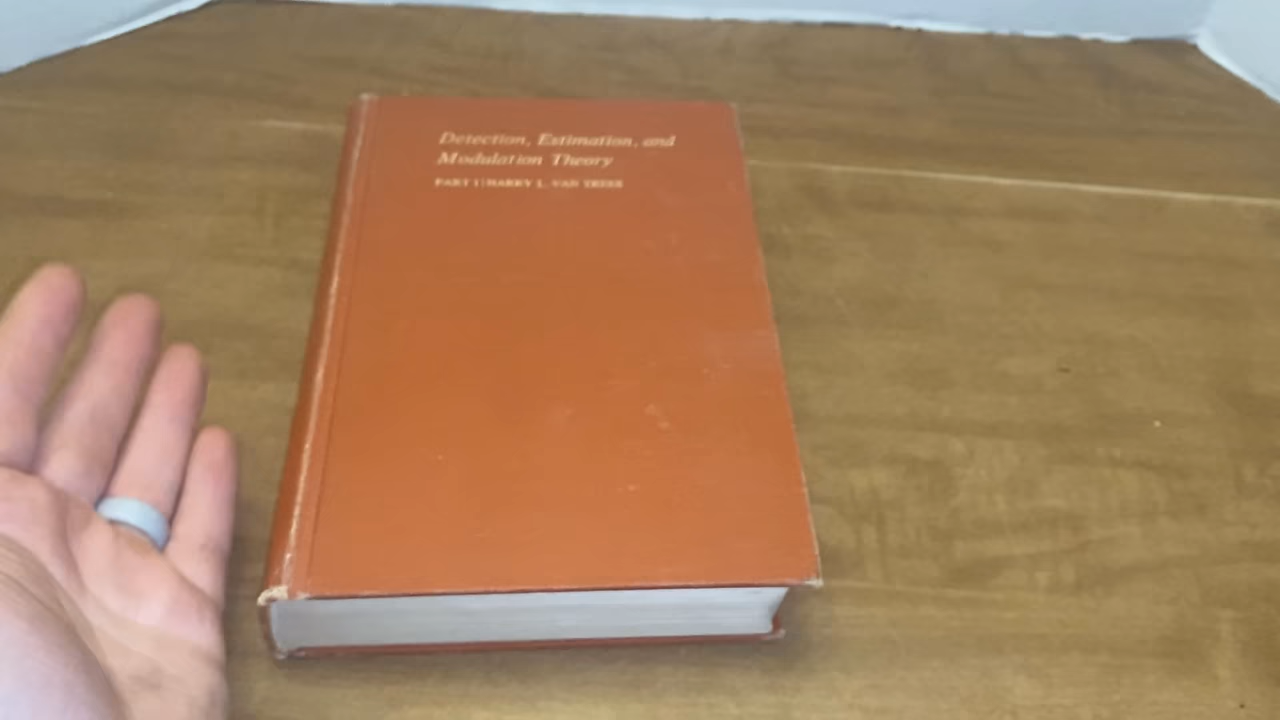 Detection, Estimation, and
Modulation Theory
PART I | HARRY L. VAN TREES